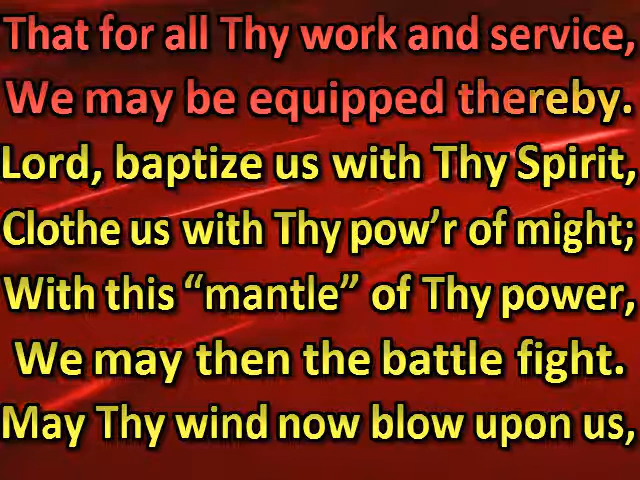 That for all Thy work and service,
We may be equipped thereby.
Lord, baptize us with Thy Spirit,
Clothe us with Thy pow’r of might;
With this “mantle” of Thy power,
We may then the battle fight.
May Thy wind now blow upon us,